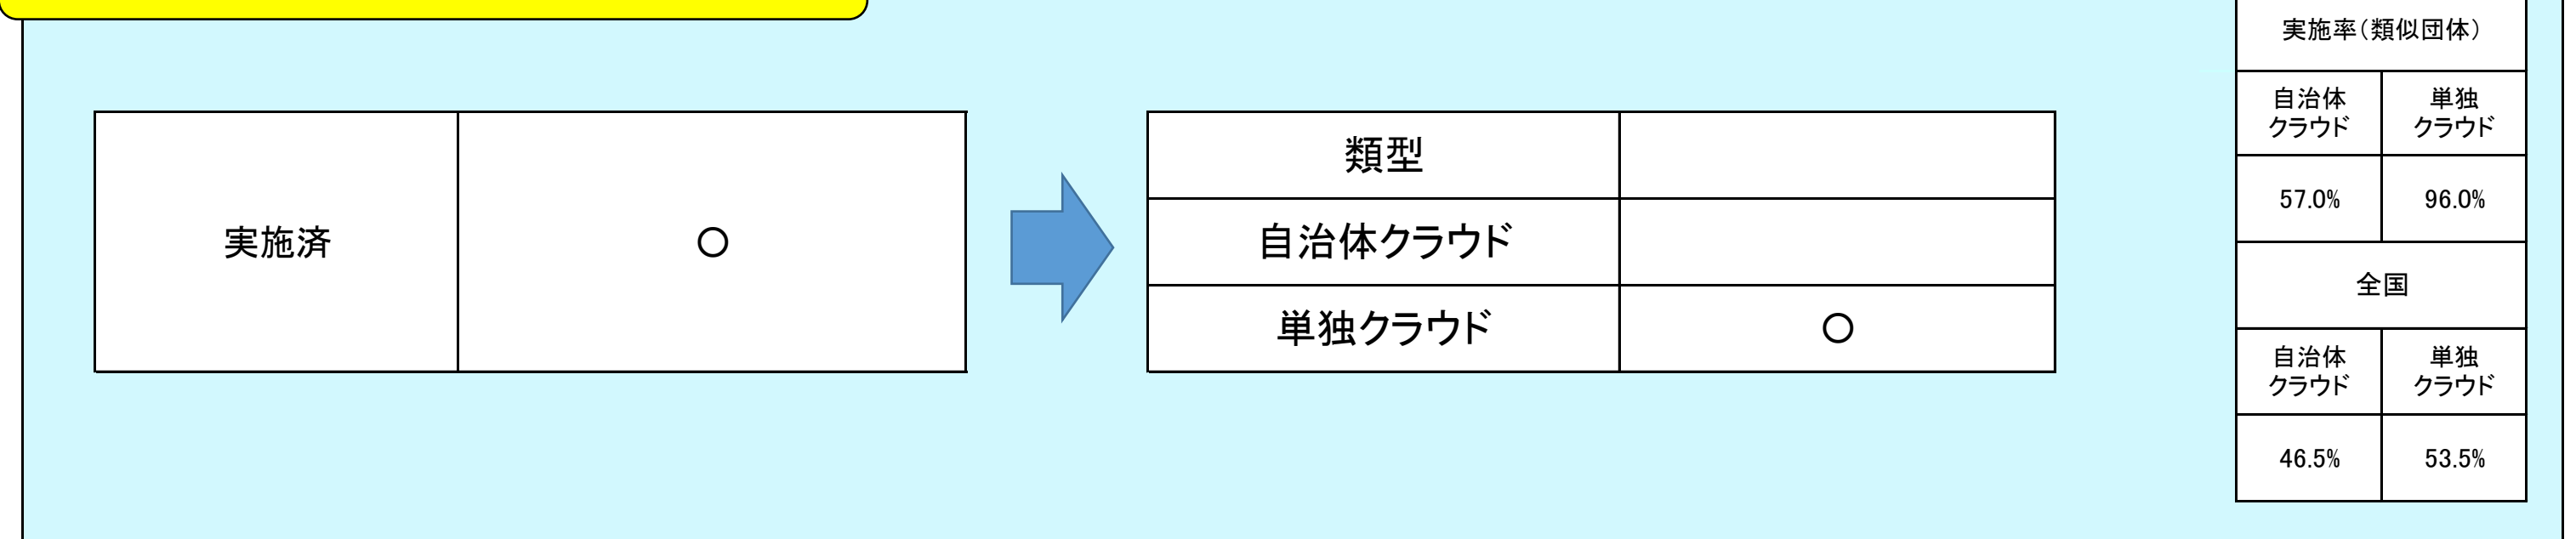 実施済
○
類型
自治体クラウド
単独クラウド
○
実施率(類似団体)
自治体
クラウド
単独
クラウド
57.0%
96.0%
全国
自治体
クラウド
単独
クラウド
46.5%
53.5%